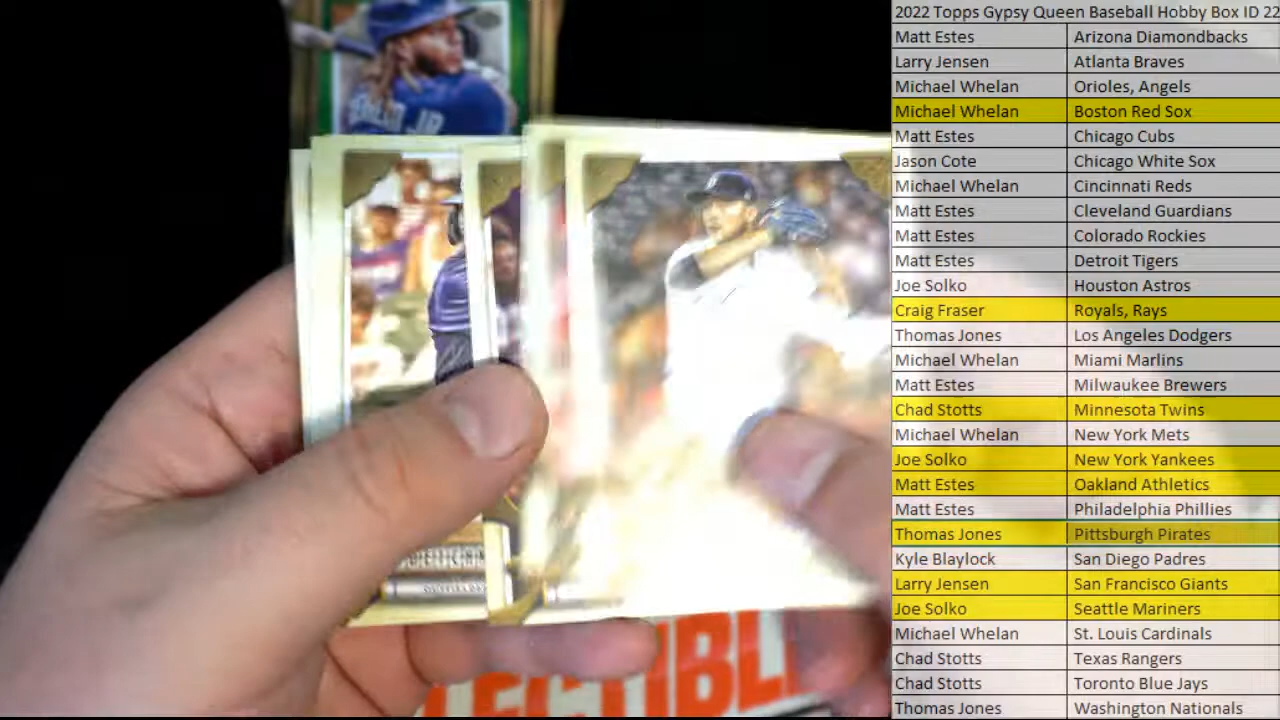 2022 Topps Gypsy Queen Baseball Hobby Box ID 22
Matt Estes Arizona Diamondbacks
Larry Jensen Atlanta Braves
Michael Whelan Orioles, Angels
Michael Whelan Boston Red Sox
Matt Estes Chicago Cubs
Jason Cote Chicago White Sox
Michael Whelan Cincinnati Reds
Matt Estes Cleveland Guardians
Matt Estes Colorado Rockies
Matt Estes Detroit Tigers
Joe Solko Houston Astros
Craig Fraser Royals, Rays
Thomas Jones Los Angeles Dodgers
Michael Whelan Miami Marlins
Matt Estes Milwaukee Brewers
Chad Stotts Minnesota Twins
Michael Whelan New York Mets
Joe Solko New York Yankees
Matt Estes Oakland Athletics
Matt Estes Philadelphia Phillies
Thomas Jones Pittsburgh Pirates
Kyle Blaylock San Diego Padres
Larry Jensen San Francisco Giants
Joe Solko Seattle Mariners
Michael Whelan St. Louis Cardinals
Chad Stotts Texas Rangers
Chad Stotts Toronto Blue Jays
Thomas Jones Washington Nationals
JR
LECTIBLE